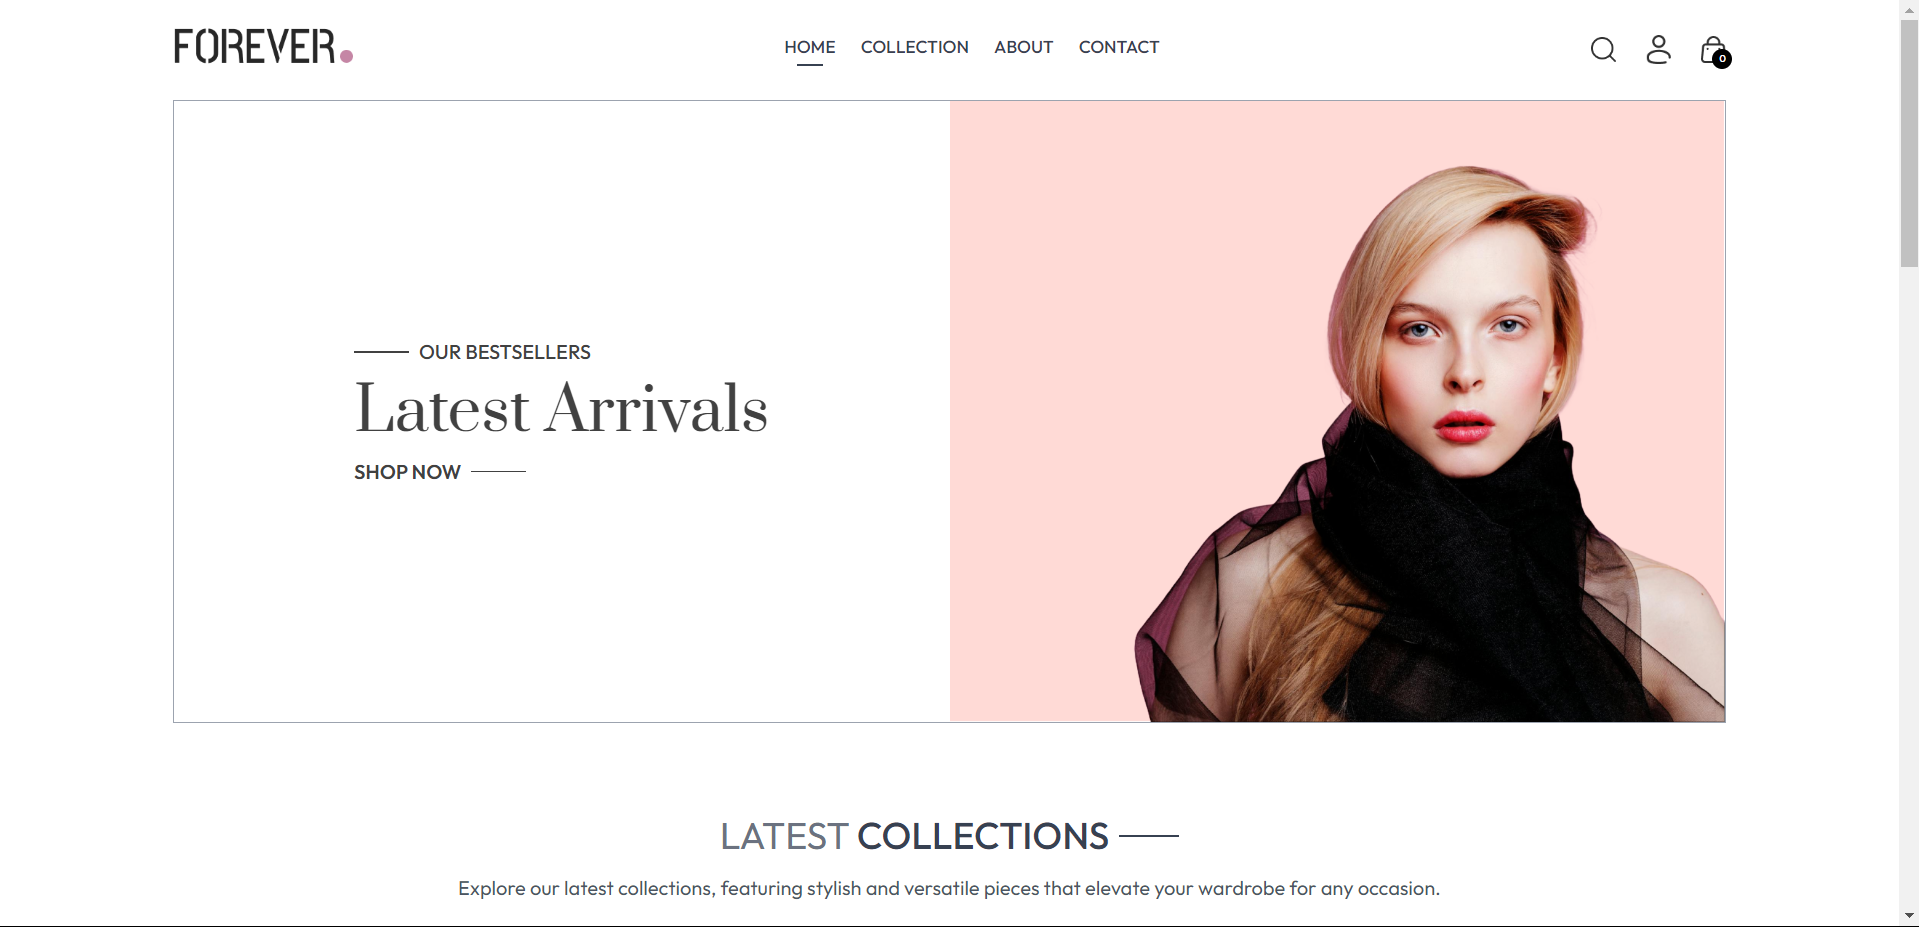 FOREVER.
HOME COLLECTION ABOUT CONTACT
0
OUR BESTSELLERS
Latest Arrivals
SHOP NOW
LATEST COLLECTIONS
Explore our latest collections, featuring stylish and versatile pieces that elevate your wardrobe for any occasion.